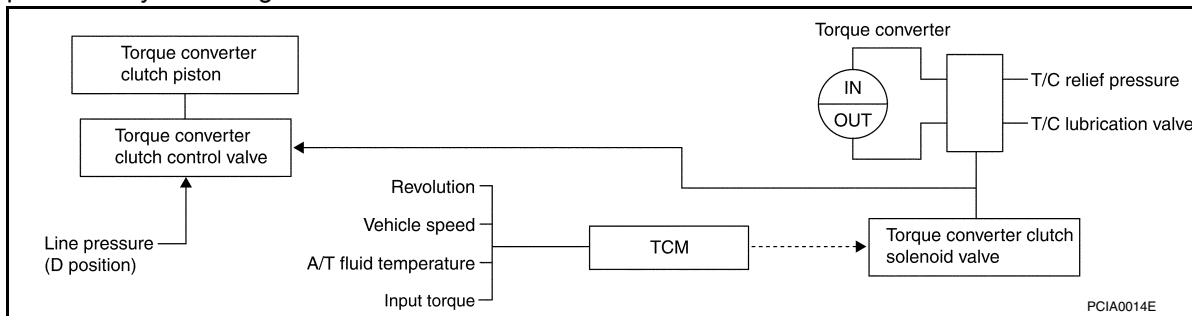 Torque converter
clutch piston
Torque converter
clutch control valve
Line pressure
(D position)
Revolution
Vehicle speed
A/T fluid temperature
Input torque
TCM
Torque converter
IN
OUT
T/C relief pressure
T/C lubrication valve
Torque converter clutch
solenoid valve
PCIA0014E